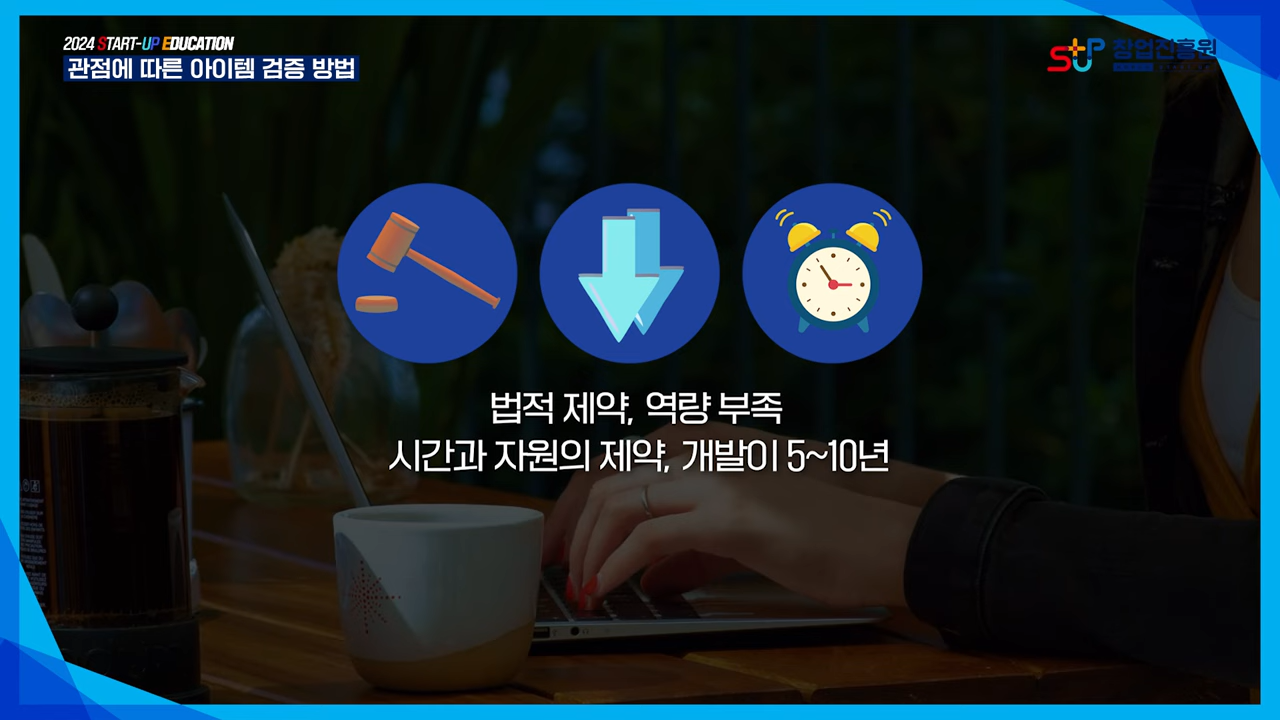 2024 START-UP EDUCATION
관점에 따른 아이템 검증 방법
창업진흥원
법적 제약, 역량 부족
시간과 자원의 제약, 개발이 5~10년